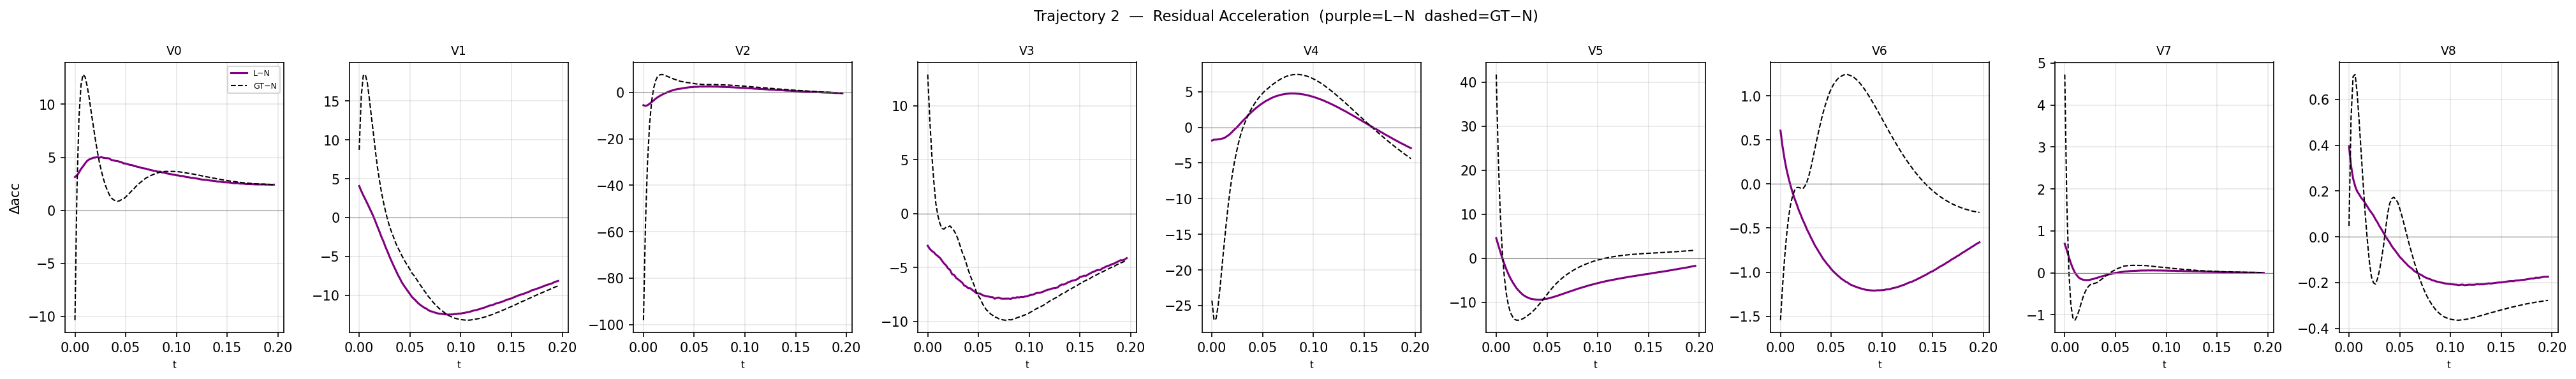 Trajectory 2 — Residual Acceleration (purple=L−N dashed=GT−N)
V0 V1 V2 V3 V4 V5 V6 V7 V8
L−N
GT−N
Δacc
10
5
0
−5
−10
0.00 0.05 0.10 0.15 0.20
t
15
10
5
0
−5
−10
0.00 0.05 0.10 0.15 0.20
t
0
−20
−40
−60
−80
−100
0.00 0.05 0.10 0.15 0.20
t
10
5
0
−5
−10
0.00 0.05 0.10 0.15 0.20
t
5
0
−5
−10
−15
−20
−25
0.00 0.05 0.10 0.15 0.20
t
40
30
20
10
0
−10
0.00 0.05 0.10 0.15 0.20
t
1.0
0.5
0.0
−0.5
−1.0
−1.5
0.00 0.05 0.10 0.15 0.20
t
5
4
3
2
1
0
−1
0.00 0.05 0.10 0.15 0.20
t
0.6
0.4
0.2
0.0
−0.2
−0.4
0.00 0.05 0.10 0.15 0.20
t